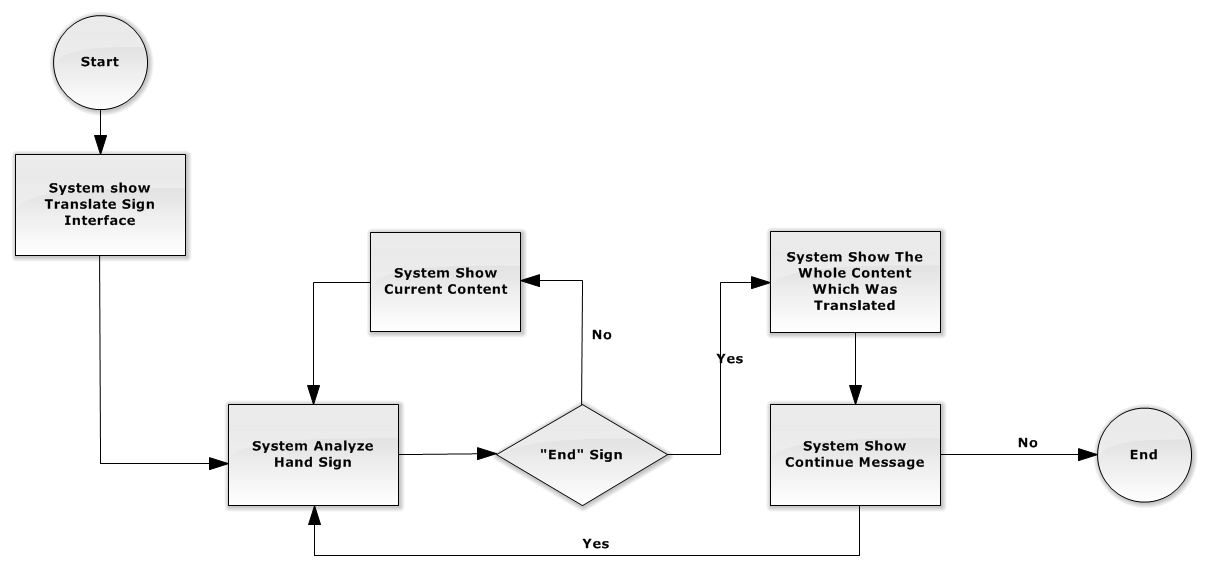 Start
System show
Translate Sign
Interface
System Show
Current Content
No
System Show The
Whole Content
Which Was
Translated
Yes
System Analyze
Hand Sign
"End" Sign
System Show
Continue Message
No
End
Yes